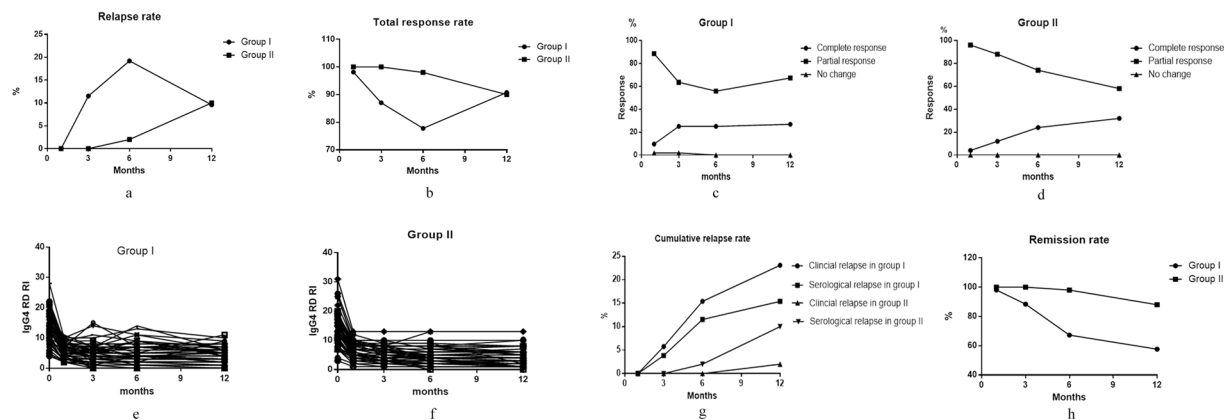 Relapse rate
25
20
15
10
5
0
%
0 3 6 9 12
Months
Group I
Group II
a
Total response rate
110
100
90
80
70
%
0 3 6 9 12
Months
Group I
Group II
b
Group I
%
100
80
60
40
20
0
Response
0 3 6 9 12
months
Complete response
Partial response
No change
c
Group II
%
100
80
60
40
20
0
Response
0 3 6 9 12
months
Complete response
Partial response
No change
d
Group I
40
30
20
10
0
IgG4 RD RI
0 3 6 9 12
months
e
Group II
40
30
20
10
0
IgG4 RD RI
0 3 6 9 12
months
f
Cumulative relapse rate
25
20
15
10
5
0
%
0 3 6 9 12
Months
Clincial relapse in group I
Serological relapse in group I
Clincial relapse in group II
Serological relapse in group II
g
Remission rate
120
100
80
60
40
%
0 3 6 9 12
Months
Group I
Group II
h